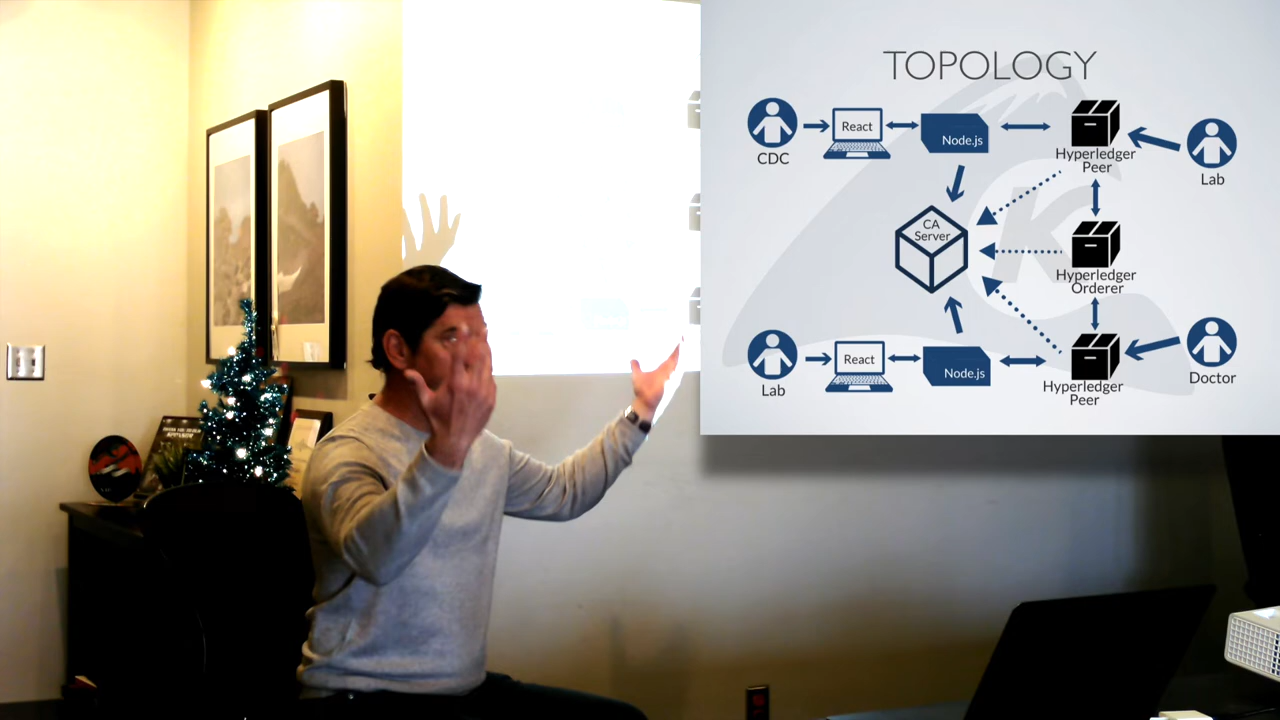 TOPOLOGY
CDC
React
Node.js
Hyperledger
Peer
Lab
CA
Server
Hyperledger
Orderer
Lab
React
Node.js
Hyperledger
Peer
Doctor